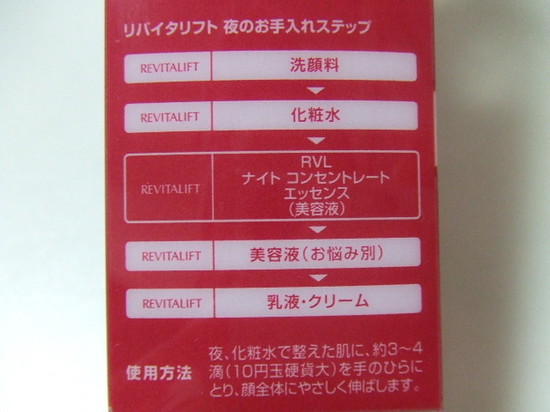 リバイタリフト 夜のお手入れステップ
REVITALIFT 洗顔料
REVITALIFT 化粧水
RVL
ナイト コンセントレート
REVITALIFT エッセンス
(美容液)
REVITALIFT 美容液(お悩み別)
REVITALIFT 乳液・クリーム
夜、化粧水で整えた肌に、約3〜4
使用方法 滴(10円玉硬貨大)を手のひらに
とり、顔全体にやさしく伸ばします。